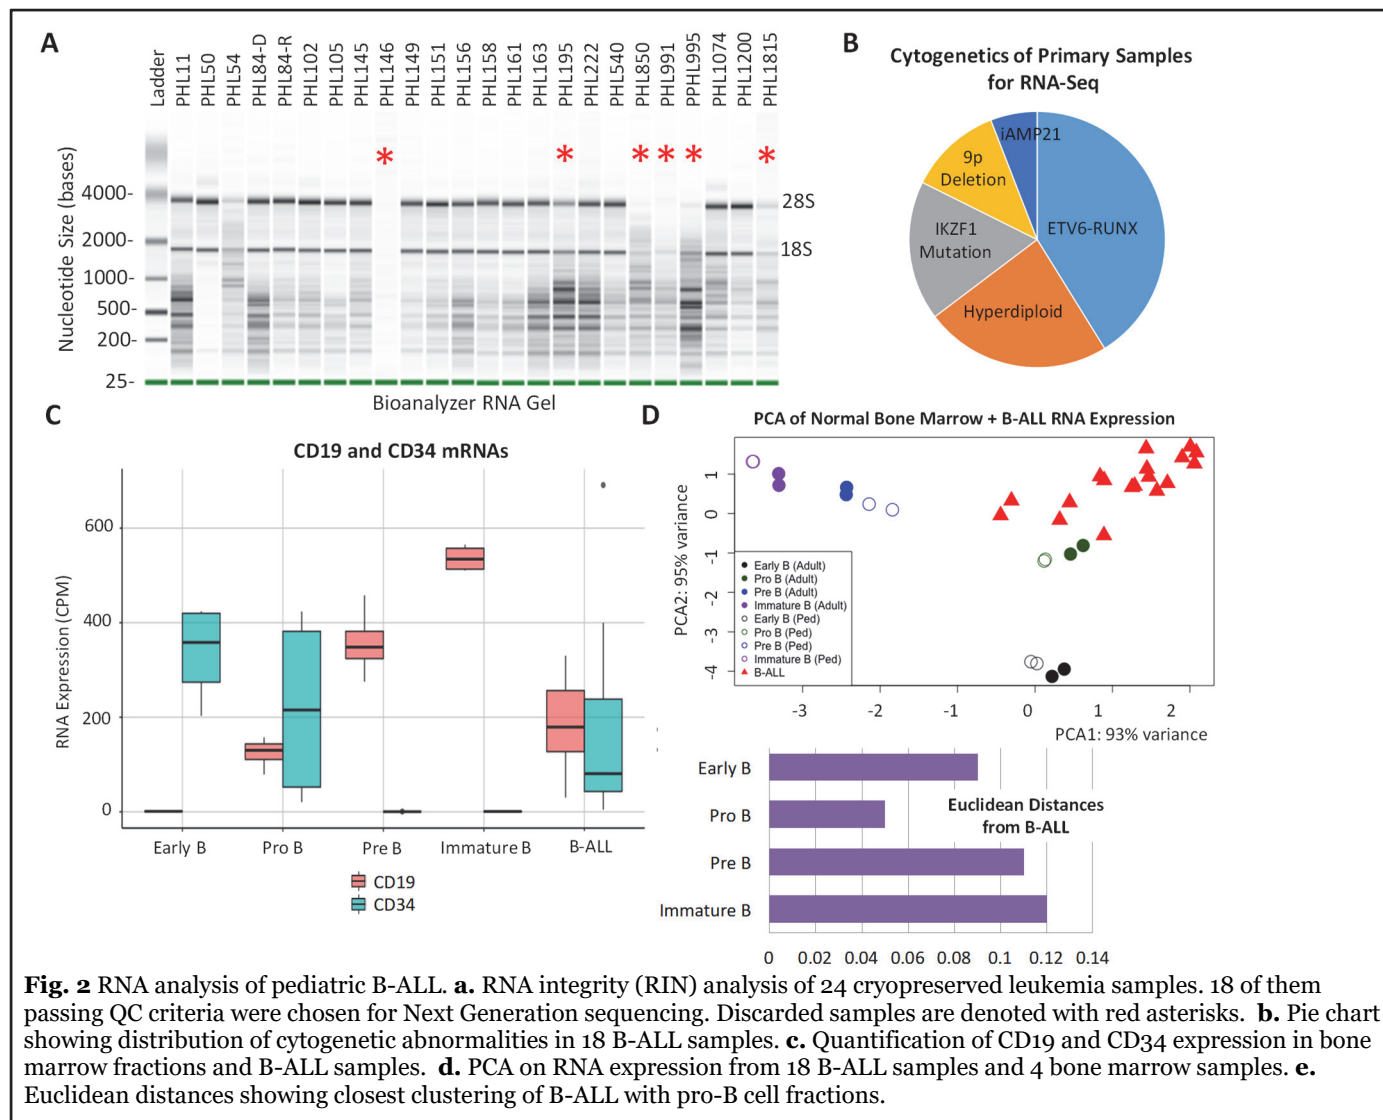 A
Ladder
PHL11
PHL50
PHL54
PHL84-D
PHL84-R
PHL102
PHL105
PHL145
PHL146
PHL149
PHL151
PHL156
PHL158
PHL161
PHL163
PHL195
PHL222
PHL540
PHL850
PHL991
PPHL995
PHL1074
PHL1200
PHL1815
* * * * * *
Nucleotide Size (bases)
4000-
2000-
1000-
500-
200-
25-
28S
18S
Bioanalyzer RNA Gel
B
Cytogenetics of Primary Samples
for RNA-Seq
iAMP21
9p
Deletion
IKZF1
Mutation
ETV6-RUNX
Hyperdiploid
C
CD19 and CD34 mRNAs
RNA Expression (CPM)
600
400
200
0
Early B
Pro B
Pre B
Immature B
B-ALL
CD19
CD34
D
PCA of Normal Bone Marrow + B-ALL RNA Expression
PCA2: 95% variance
1
0
-1
-2
-3
-4
Early B (Adult)
Pro B (Adult)
Pre B (Adult)
Immature B (Adult)
Early B (Ped)
Pro B (Ped)
Pre B (Ped)
Immature B (Ped)
B-ALL
-3 -2 -1 0 1 2
PCA1: 93% variance
Early B
Pro B
Pre B
Immature B
Euclidean Distances
from B-ALL
0 0.02 0.04 0.06 0.08 0.1 0.12 0.14
Fig. 2 RNA analysis of pediatric B-ALL. a. RNA integrity (RIN) analysis of 24 cryopreserved leukemia samples. 18 of them
passing QC criteria were chosen for Next Generation sequencing. Discarded samples are denoted with red asterisks. b. Pie chart
showing distribution of cytogenetic abnormalities in 18 B-ALL samples. c. Quantification of CD19 and CD34 expression in bone
marrow fractions and B-ALL samples. d. PCA on RNA expression from 18 B-ALL samples and 4 bone marrow samples. e.
Euclidean distances showing closest clustering of B-ALL with pro-B cell fractions.